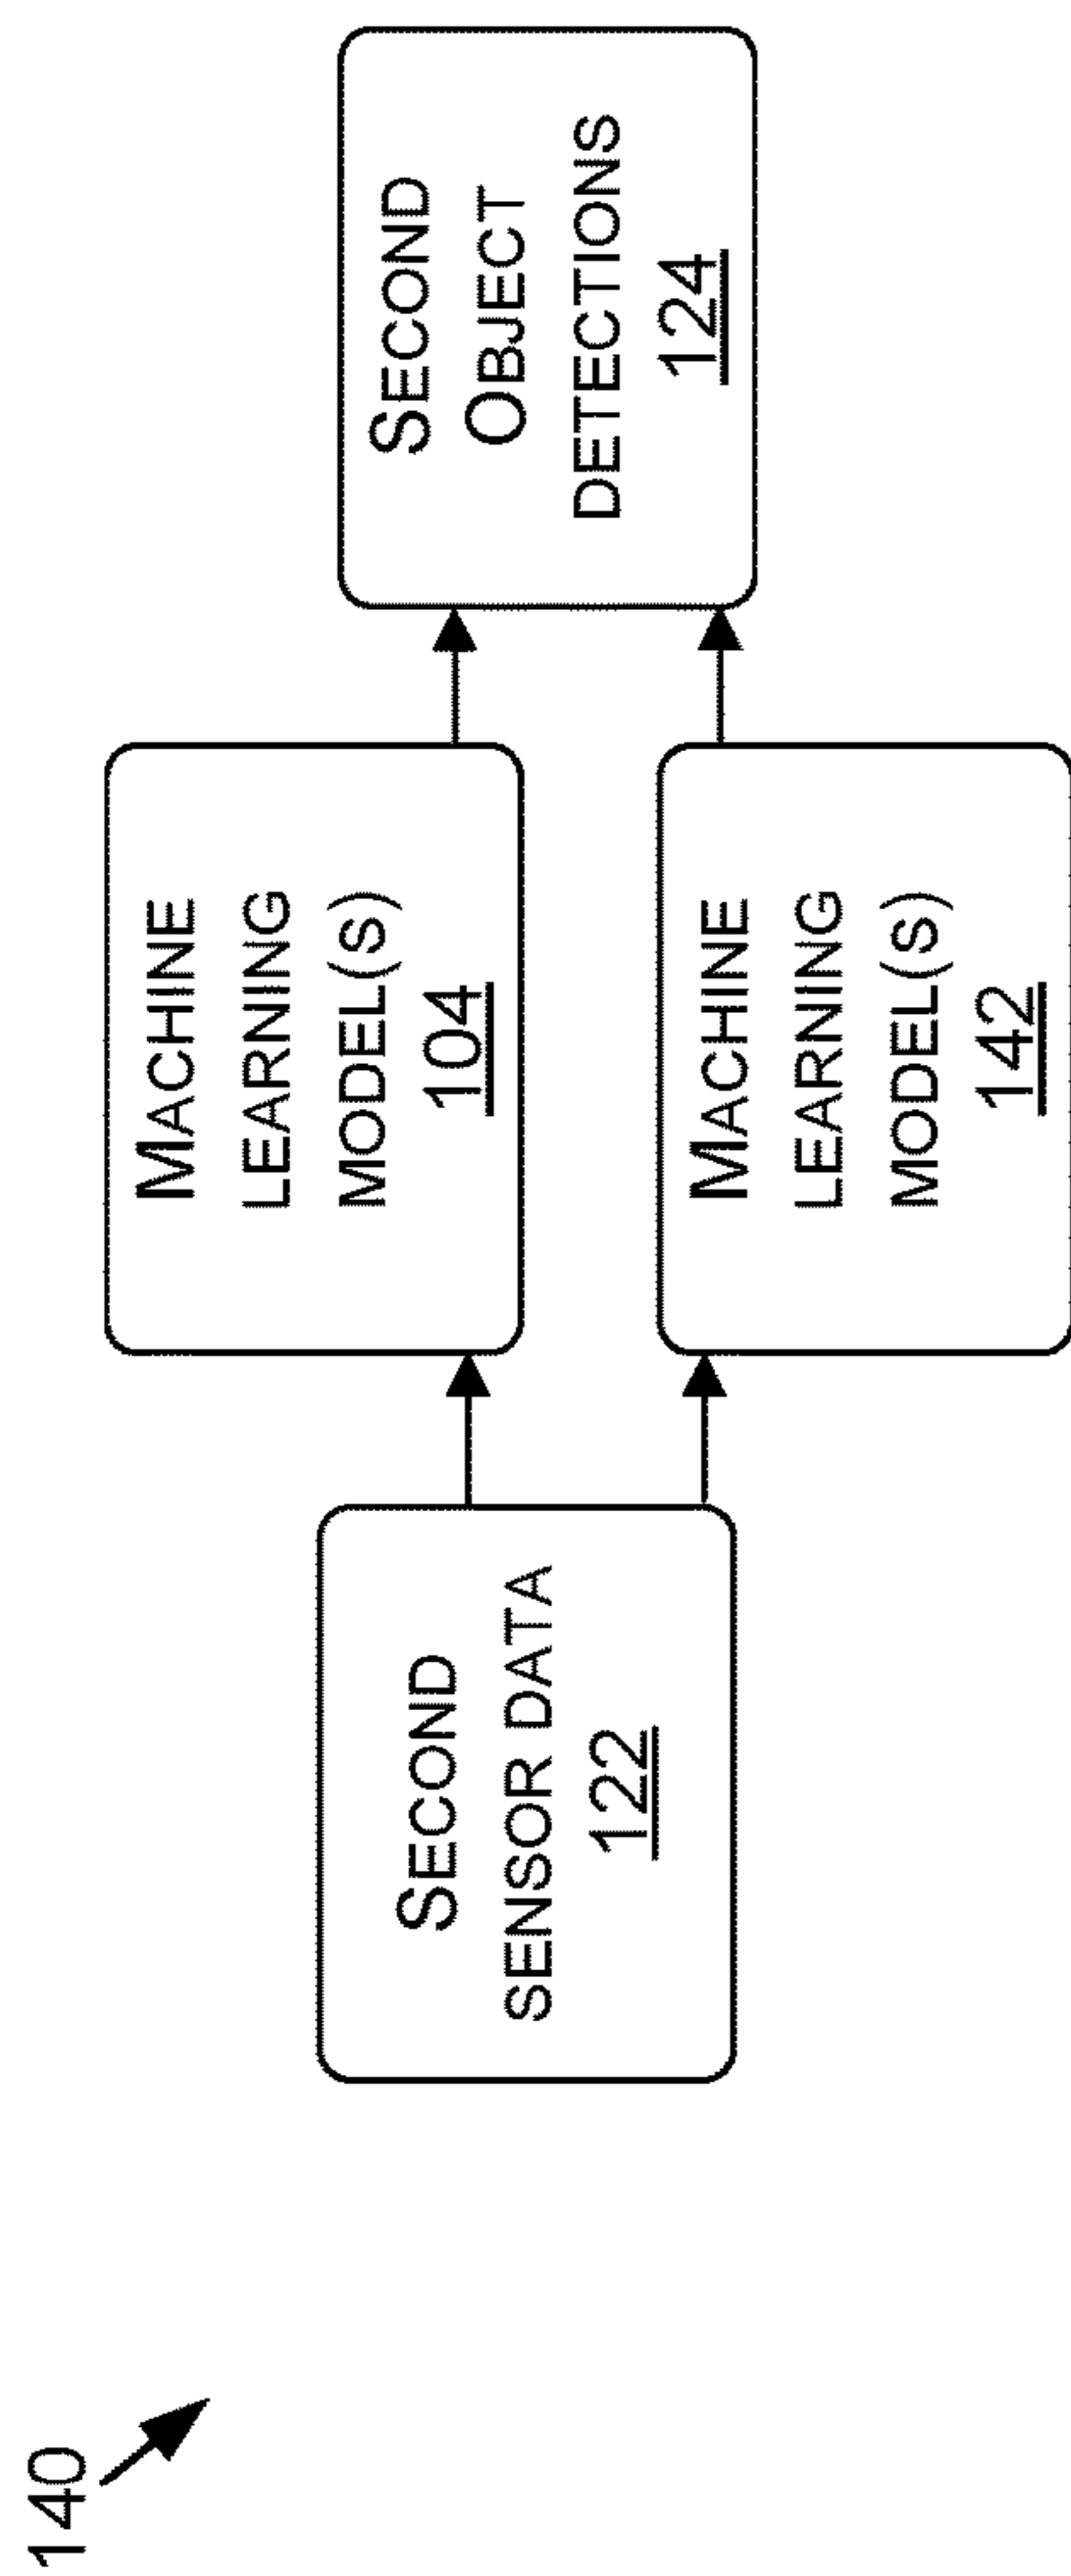 140
SECOND
SENSOR DATA
122
MACHINE
LEARNING
MODEL(S)
104
MACHINE
LEARNING
MODEL(S)
142
SECOND
OBJECT
DETECTIONS
124